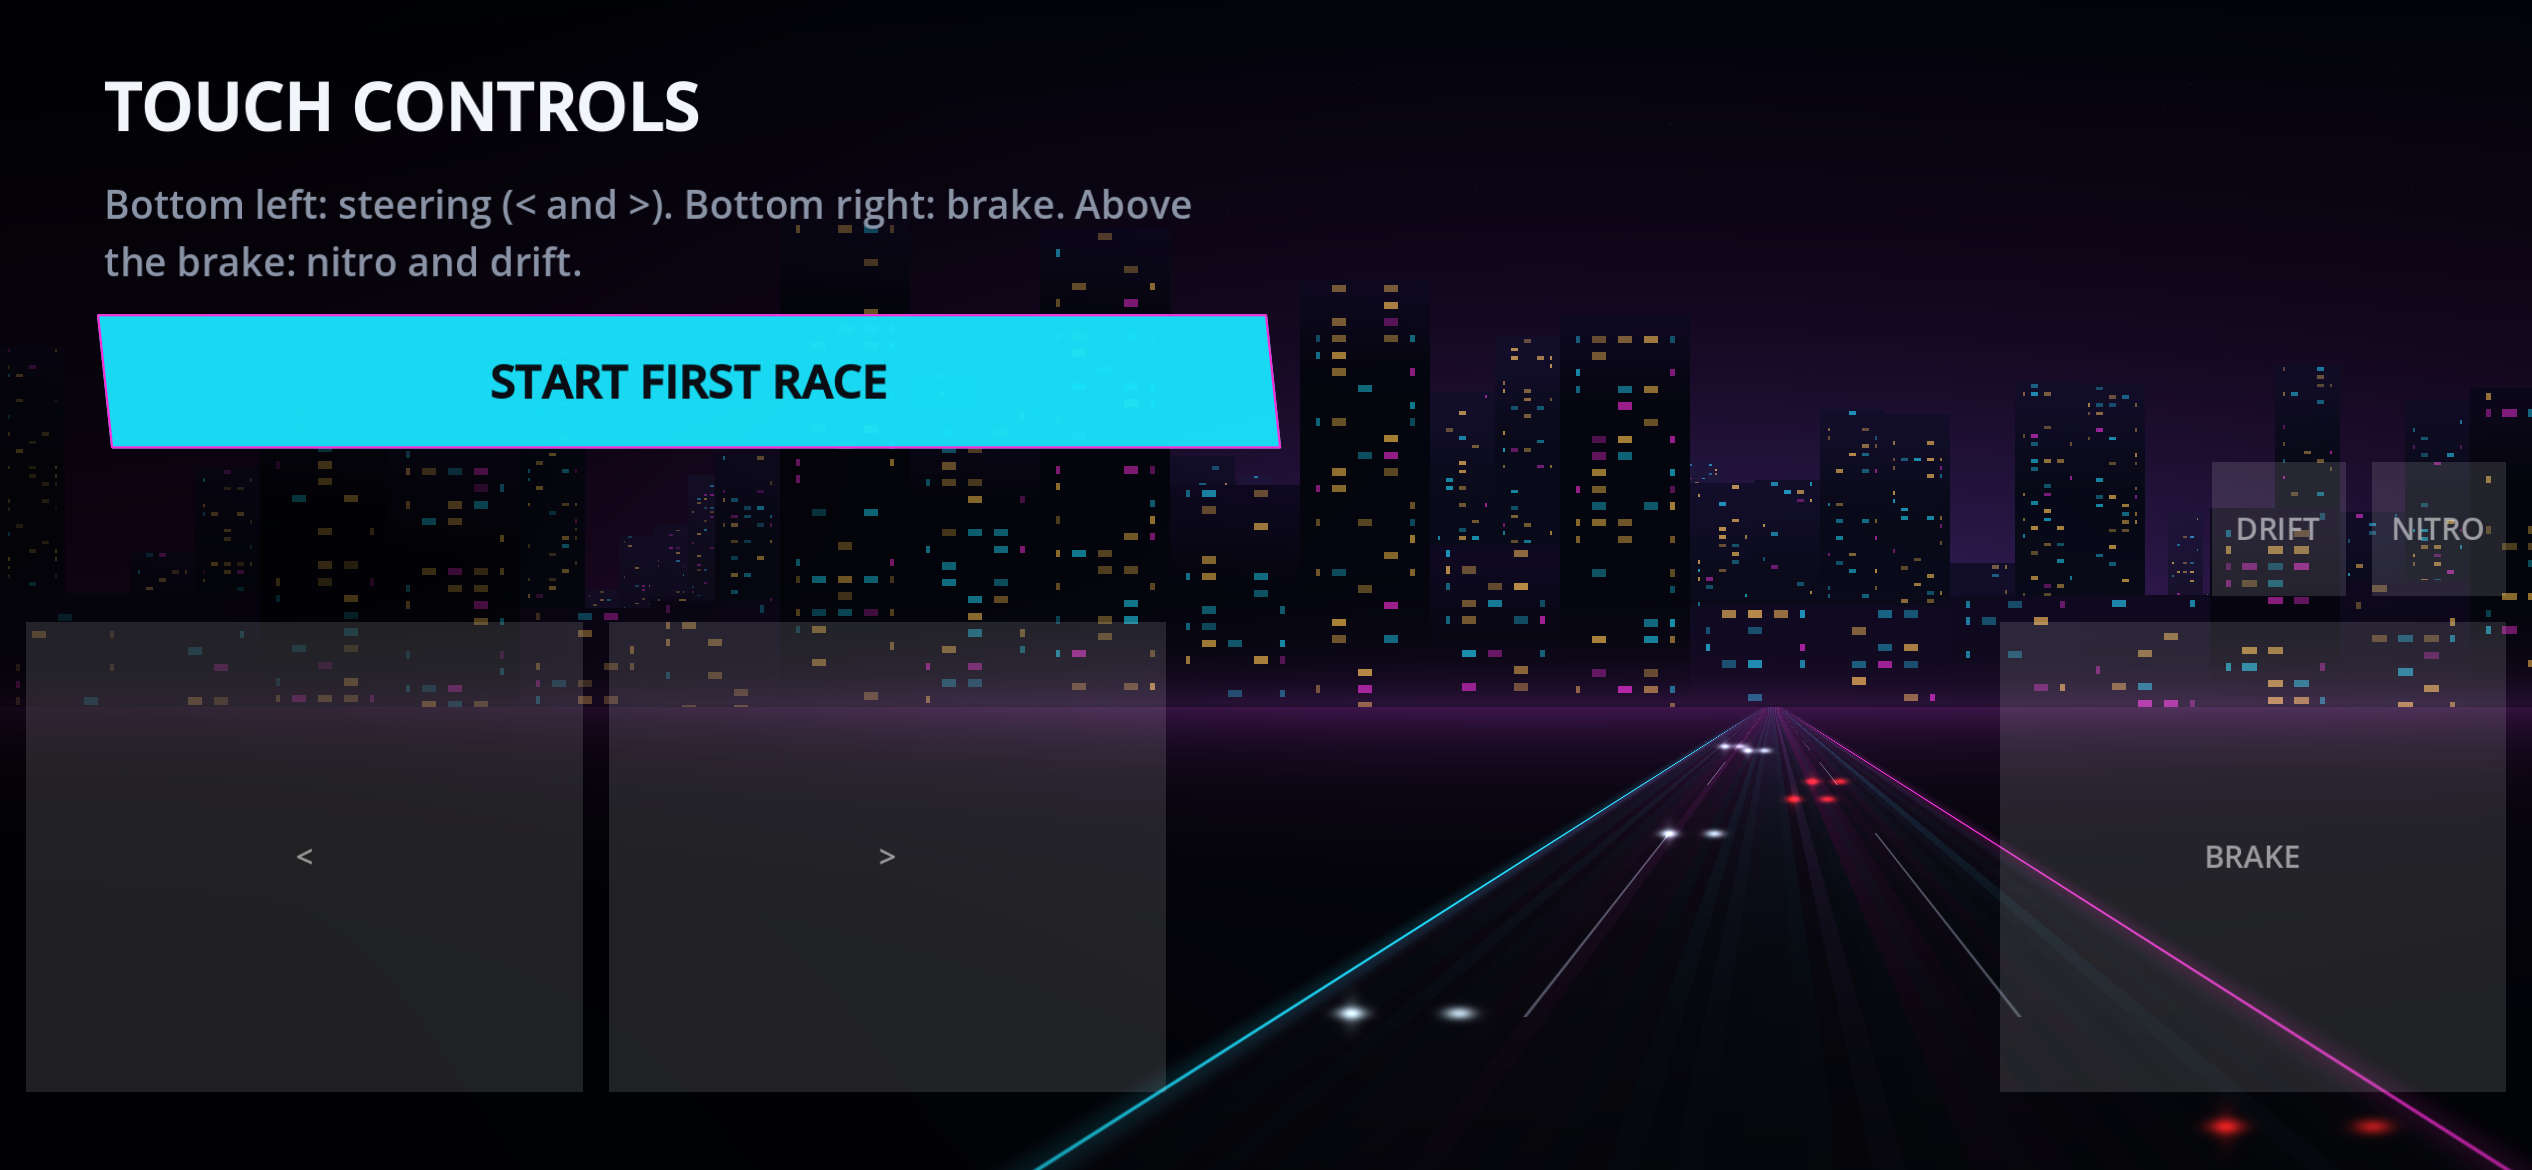 TOUCH CONTROLS
Bottom left: steering (< and >). Bottom right: brake. Above
the brake: nitro and drift.
START FIRST RACE
DRIFT
NITRO
<
>
BRAKE